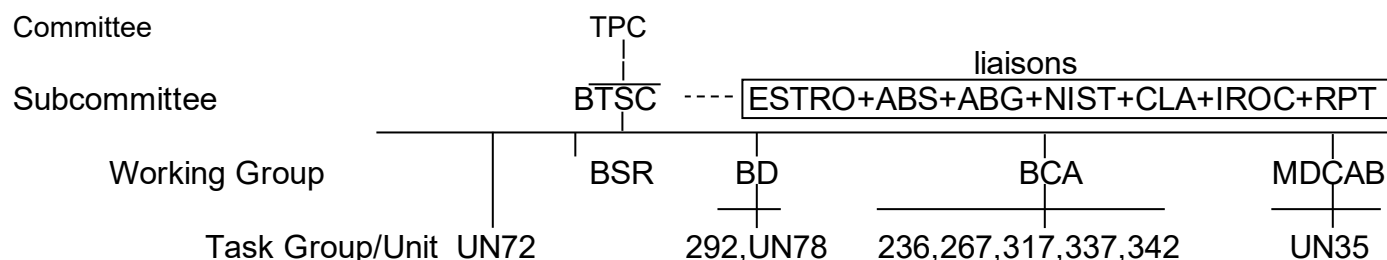 Committee TPC
liaisons
Subcommittee BTSC ---- ESTRO+ABS+ABG+NIST+CLA+IROC+RPT
Working Group BSR BD BCA MDCAB
Task Group/Unit UN72 292,UN78 236,267,317,337,342 UN35